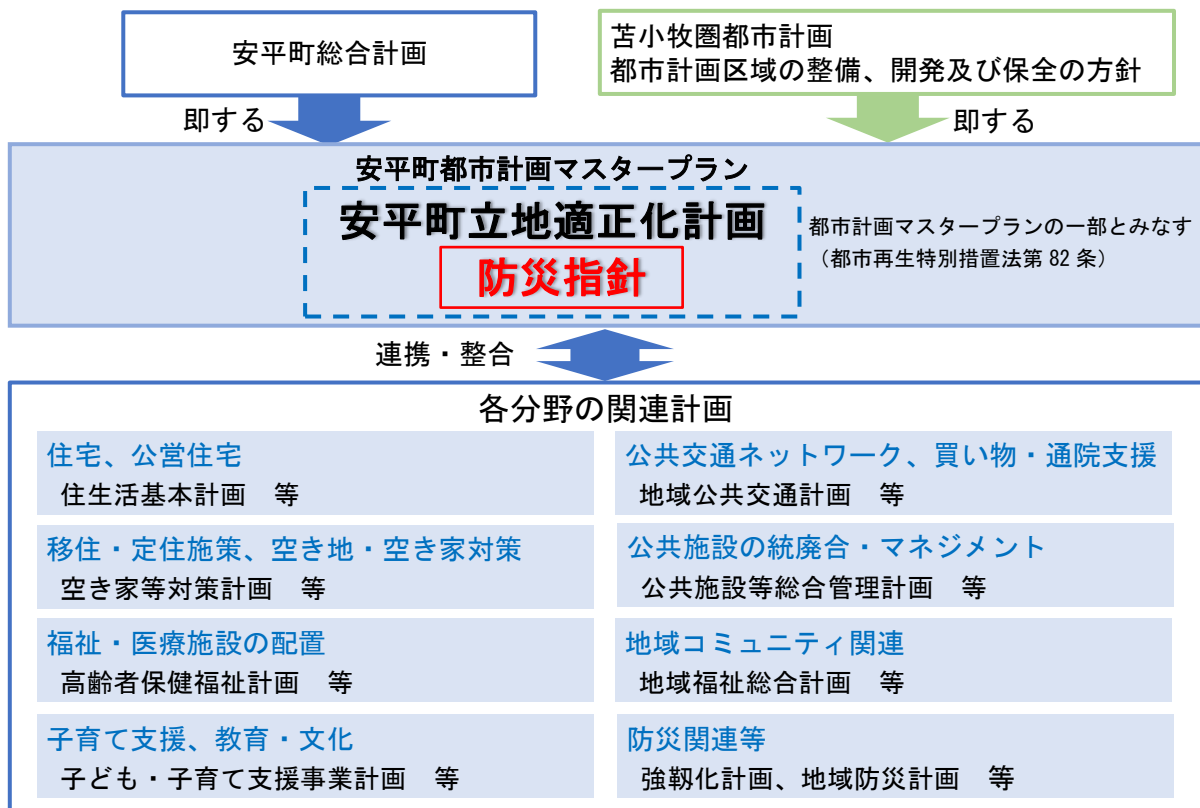 安平町総合計画
苫小牧圏都市計画
都市計画区域の整備、開発及び保全の方針
即する
即する
安平町都市計画マスタープラン
安平町立地適正化計画
防災指針
都市計画マスタープランの一部とみなす
（都市再生特別措置法第 82 条）
連携・整合
各分野の関連計画
住宅、公営住宅
住生活基本計画　等
公共交通ネットワーク、買い物・通院支援
地域公共交通計画　等
移住・定住施策、空き地・空き家対策
空き家等対策計画　等
公共施設の統廃合・マネジメント
公共施設等総合管理計画　等
福祉・医療施設の配置
高齢者保健福祉計画　等
地域コミュニティ関連
地域福祉総合計画　等
子育て支援、教育・文化
子ども・子育て支援事業計画　等
防災関連等
強靱化計画、地域防災計画　等